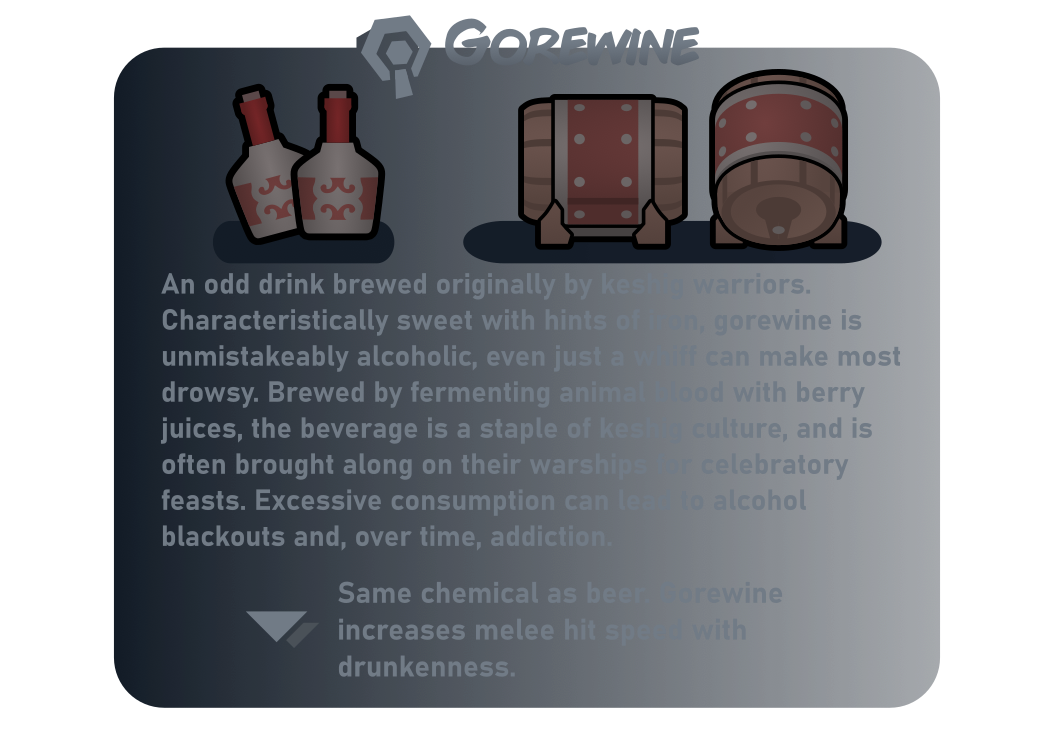 Gorewine
An odd drink brewed originally by warriors.
Characteristically sweet with hints of iron, gorewine is
unmistakeably alcoholic, even just a whiff can make most
drowsy. Brewed by fermenting animal blood with berry
juices, the beverage is a staple of culture, and is
often brought along on their warships for celebratory
feasts. Excessive consumption can lead to alcohol
blackouts and, over time, addiction.
Same chemical as beer, gorewine
increases melee hit speed with
drunkenness.